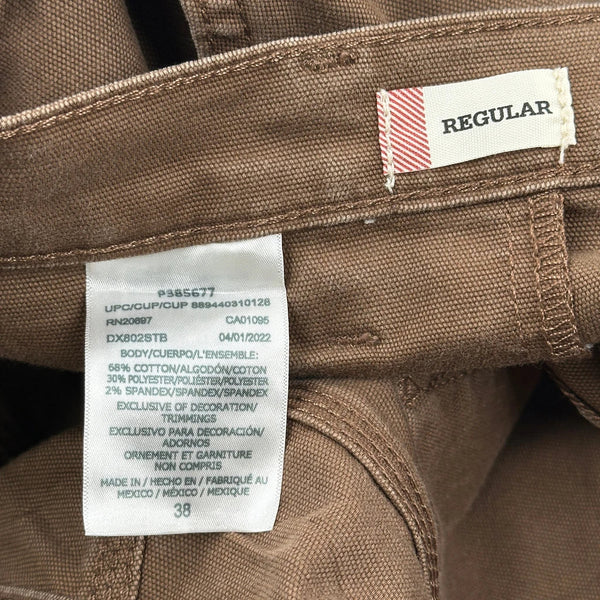 REGULAR
P385677
UPC/CUP/CUP 889440310128
RN20697 CA01095
DX802STB 04/01/2022
BODY/CUERPO/L'ENSEMBLE:
68% COTTON/ALGODÓN/COTON
30% POLYESTER/POLIÉSTER/POLYESTER
2% SPANDEX/SPANDEX/SPANDEX
EXCLUSIVE OF DECORATION/
TRIMMINGS
EXCLUSIVO PARA DECORACIÓN/
ADORNOS
ORNEMENT ET GARNITURE
NON COMPRIS
MADE IN / HECHO EN / FABRIQUÉ AU
MEXICO / MÉXICO / MEXIQUE
38